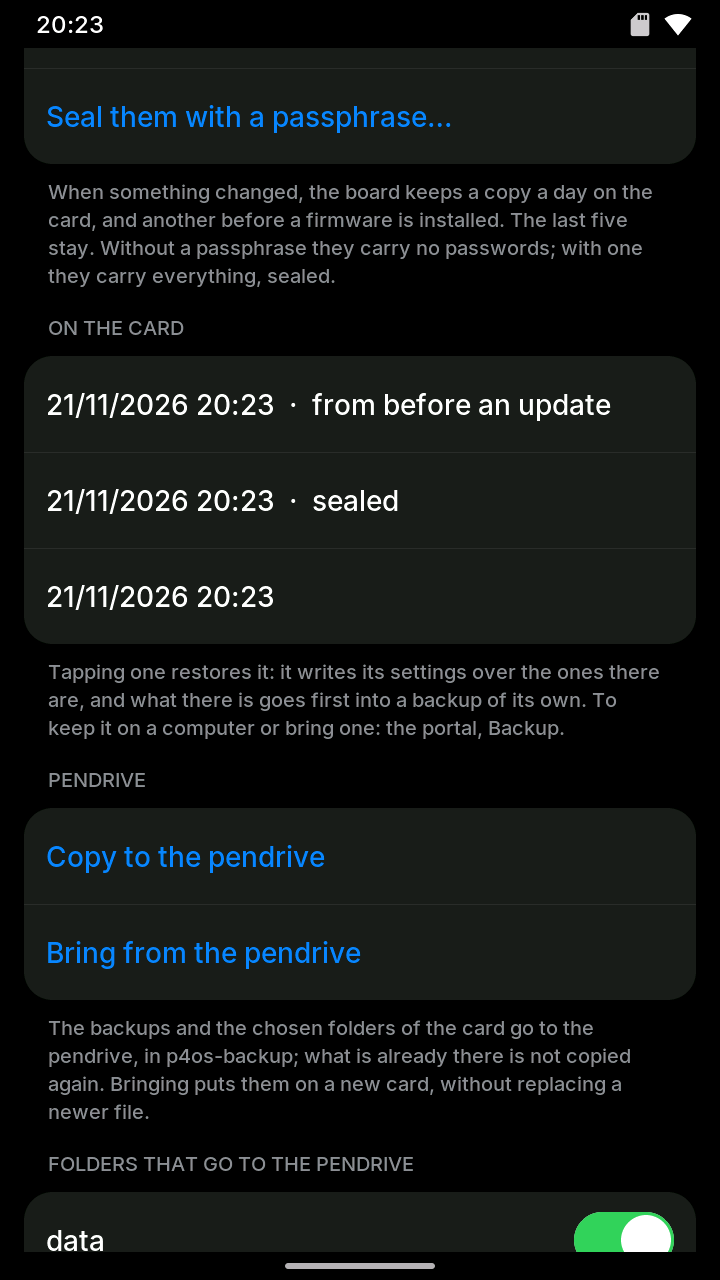 20:23
Seal them with a passphrase...
When something changed, the board keeps a copy a day on the
card, and another before a firmware is installed. The last five
stay. Without a passphrase they carry no passwords; with one
they carry everything, sealed.
ON THE CARD
21/11/2026 20:23 · from before an update
21/11/2026 20:23 · sealed
21/11/2026 20:23
Tapping one restores it: it writes its settings over the ones there
are, and what there is goes first into a backup of its own. To
keep it on a computer or bring one: the portal, Backup.
PENDRIVE
Copy to the pendrive
Bring from the pendrive
The backups and the chosen folders of the card go to the
pendrive, in p4os-backup; what is already there is not copied
again. Bringing puts them on a new card, without replacing a
newer file.
FOLDERS THAT GO TO THE PENDRIVE
data